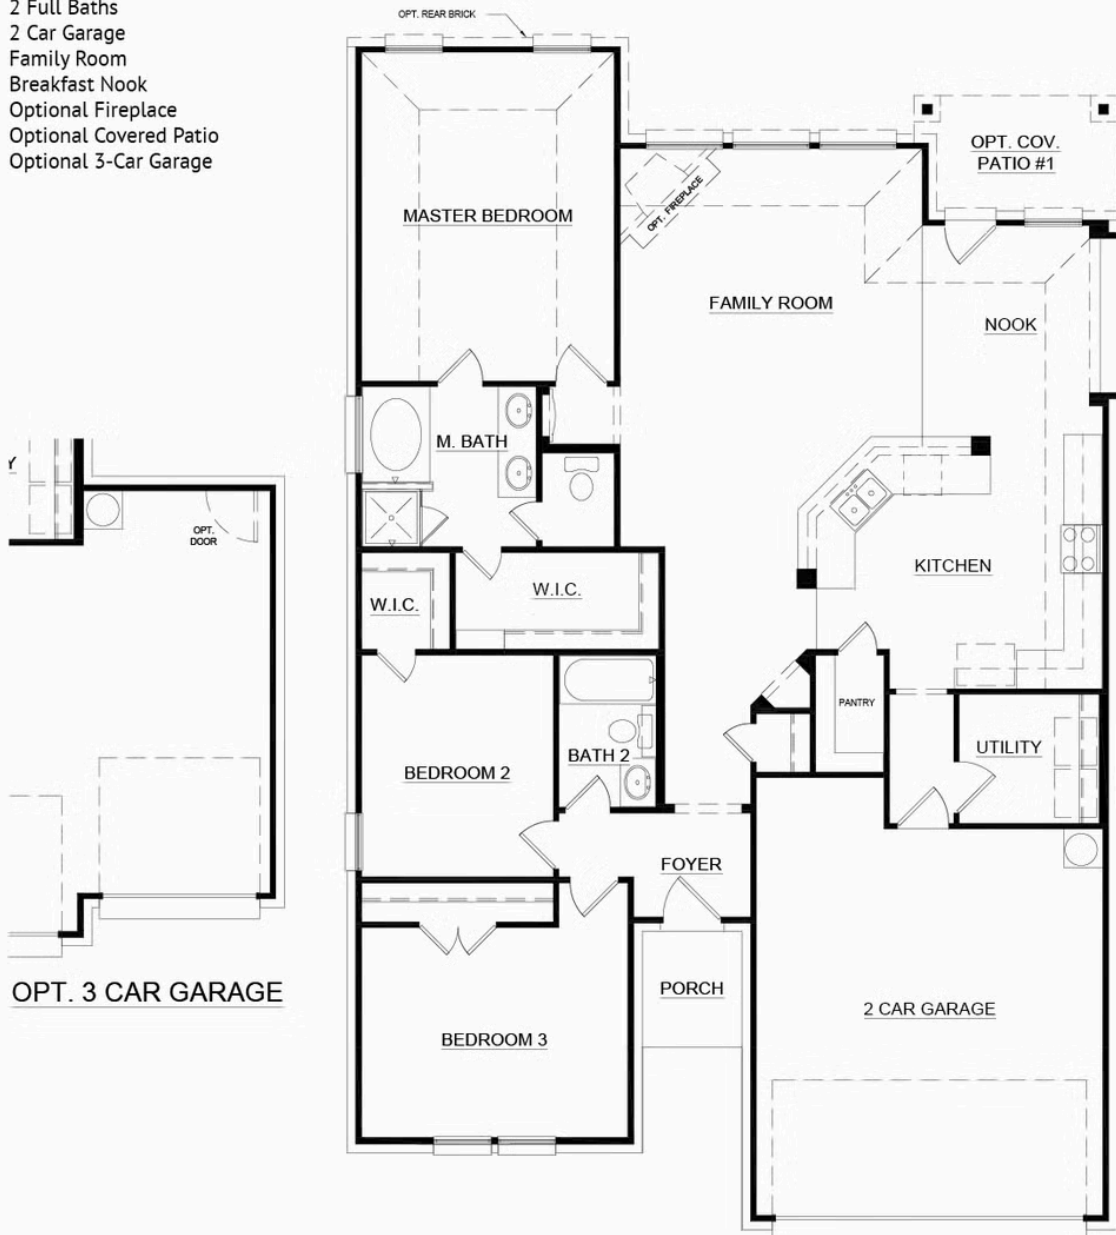 2 Full Baths
2 Car Garage
Family Room
Breakfast Nook
Optional Fireplace
Optional Covered Patio
Optional 3-Car Garage
OPT. REAR BRICK
OPT. COV.
PATIO #1
MASTER BEDROOM
OPT. FIREPLACE
FAMILY ROOM
NOOK
M. BATH
Y
OPT.
DOOR
KITCHEN
W.I.C.
W.I.C.
PANTRY
UTILITY
BATH 2
BEDROOM 2
FOYER
OPT. 3 CAR GARAGE
PORCH
2 CAR GARAGE
BEDROOM 3